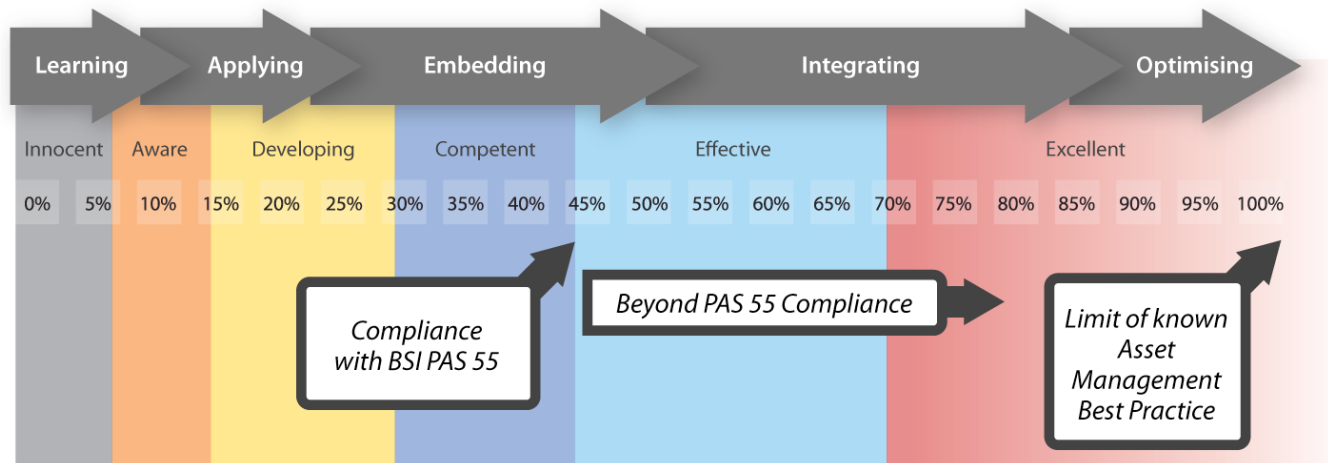 Learning Applying Embedding Integrating Optimising
Innocent Aware Developing Competent Effective Excellent
0% 5% 10% 15% 20% 25% 30% 35% 40% 45% 50% 55% 60% 65% 70% 75% 80% 85% 90% 95% 100%
Compliance
with BSI PAS 55
Beyond PAS 55 Compliance
Limit of known
Asset
Management
Best Practice